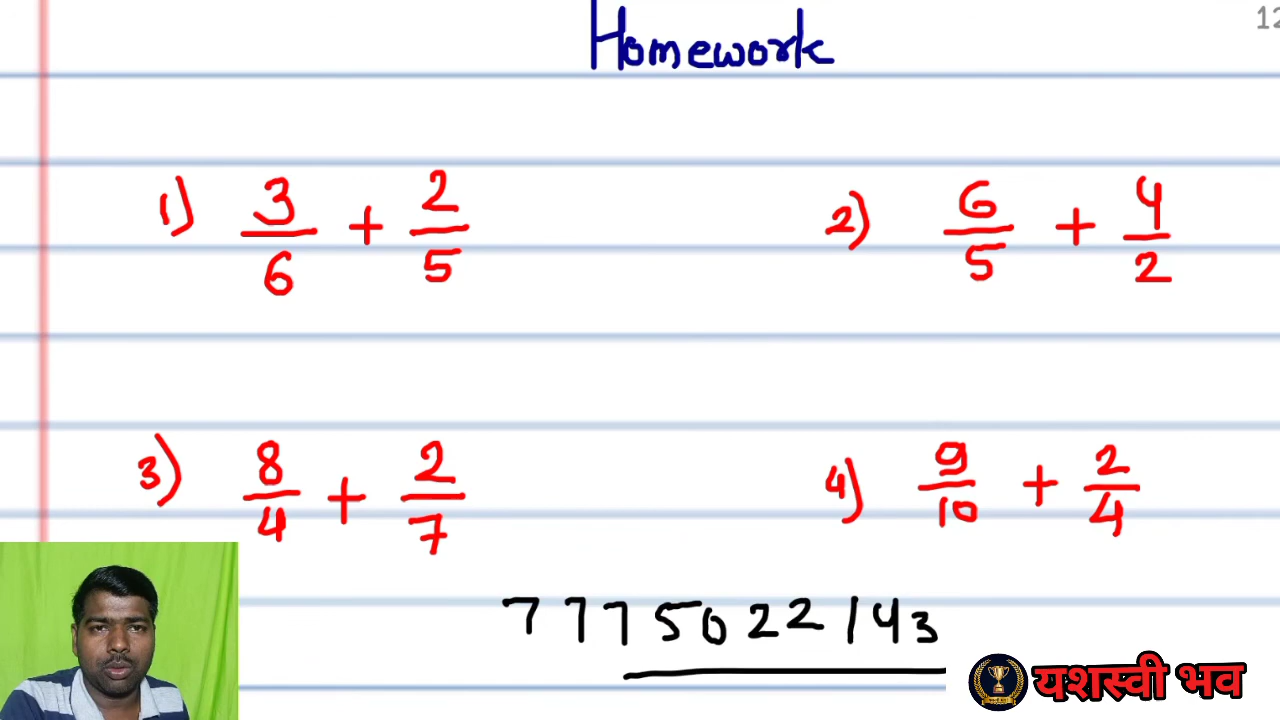 12
Homework
1) 3/6 + 2/5
2) 6/5 + 4/2
3) 8/4 + 2/7
4) 9/10 + 2/4
7775022143
यशस्वी भव